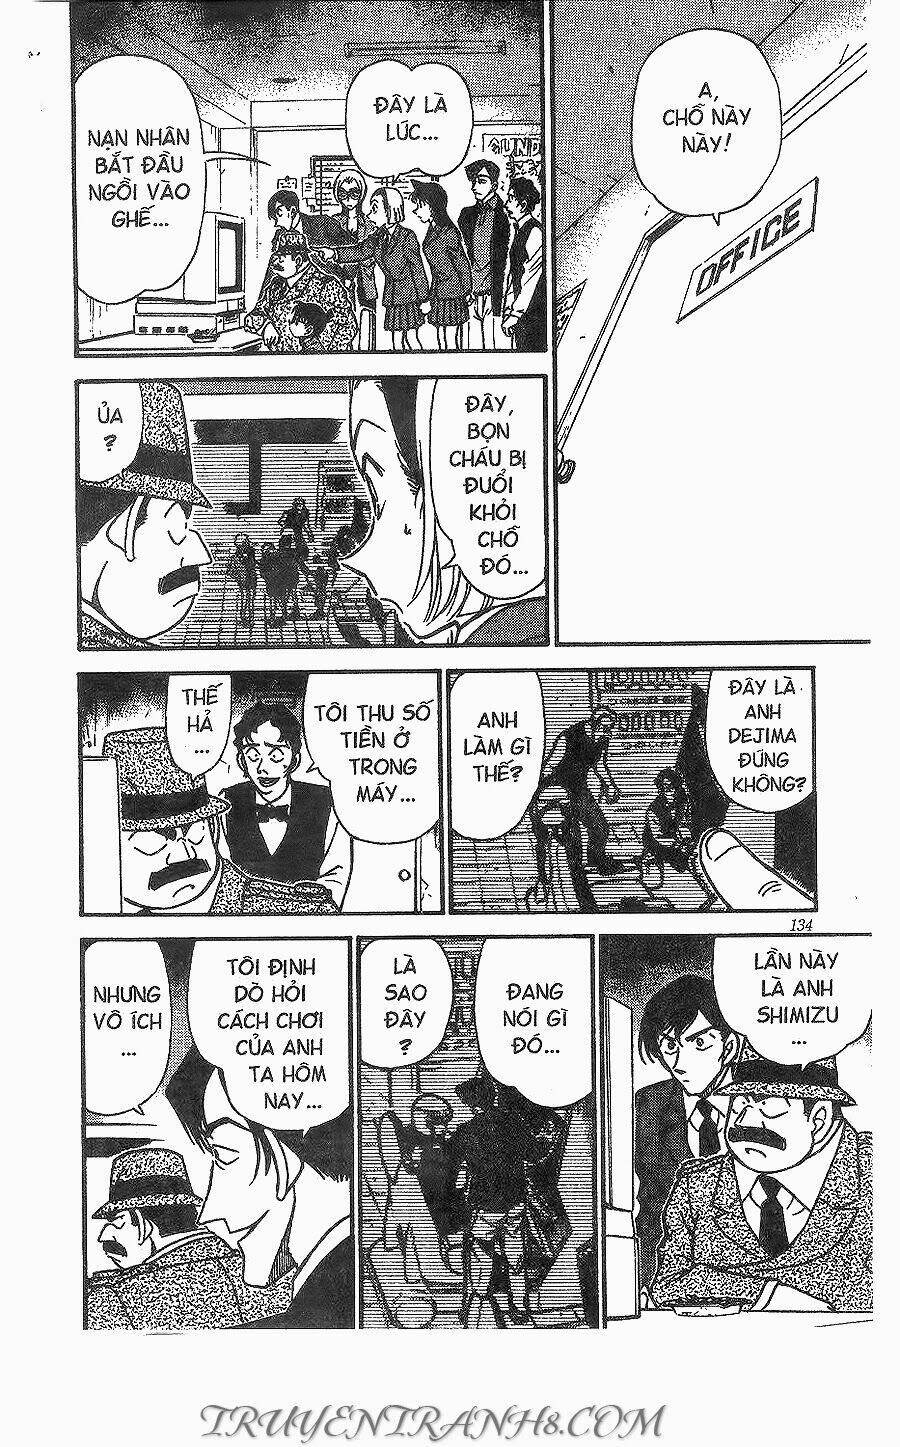 A,
CHỖ NÀY
NÀY!
OFFICE
ĐÂY LÀ
LÚC...
NẠN NHÂN
BẮT ĐẦU
NGỒI VÀO
GHẾ...
ĐÂY,
BỌN
CHÁU BỊ
ĐUỔI
KHỎI
CHỖ
ĐÓ...
ỦA
?
ĐÂY LÀ
ANH
DEJIMA
ĐÚNG
KHÔNG?
ANH
LÀM GÌ
THẾ?
TÔI THU SỐ
TIỀN Ở
TRONG
MÁY...
THẾ
HẢ
...
134
LẦN NÀY
LÀ ANH
SHIMIZU
...
ĐANG
NÓI GÌ
ĐÓ...
LÀ
SAO
ĐÂY
?
TÔI ĐỊNH
DÒ HỎI
CÁCH CHƠI
CỦA ANH
TA HÔM
NAY...
NHƯNG
VÔ ÍCH
...
TRUYENTRANH8.COM